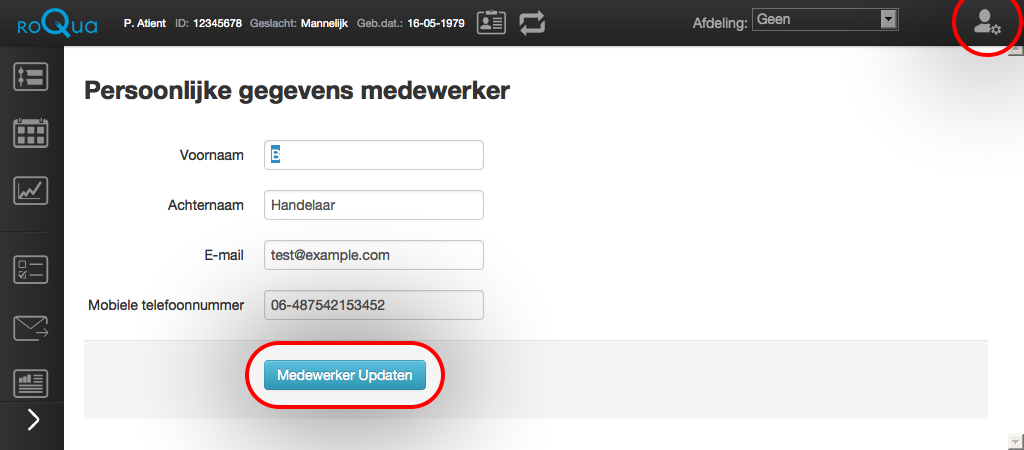 roQua P. Atient ID: 12345678 Geslacht: Mannelijk Geb.dat.: 16-05-1979 Afdeling: Geen
Persoonlijke gegevens medewerker
Voornaam B
Achternaam Handelaar
E-mail test@example.com
Mobiele telefoonnummer 06-487542153452
Medewerker Updaten